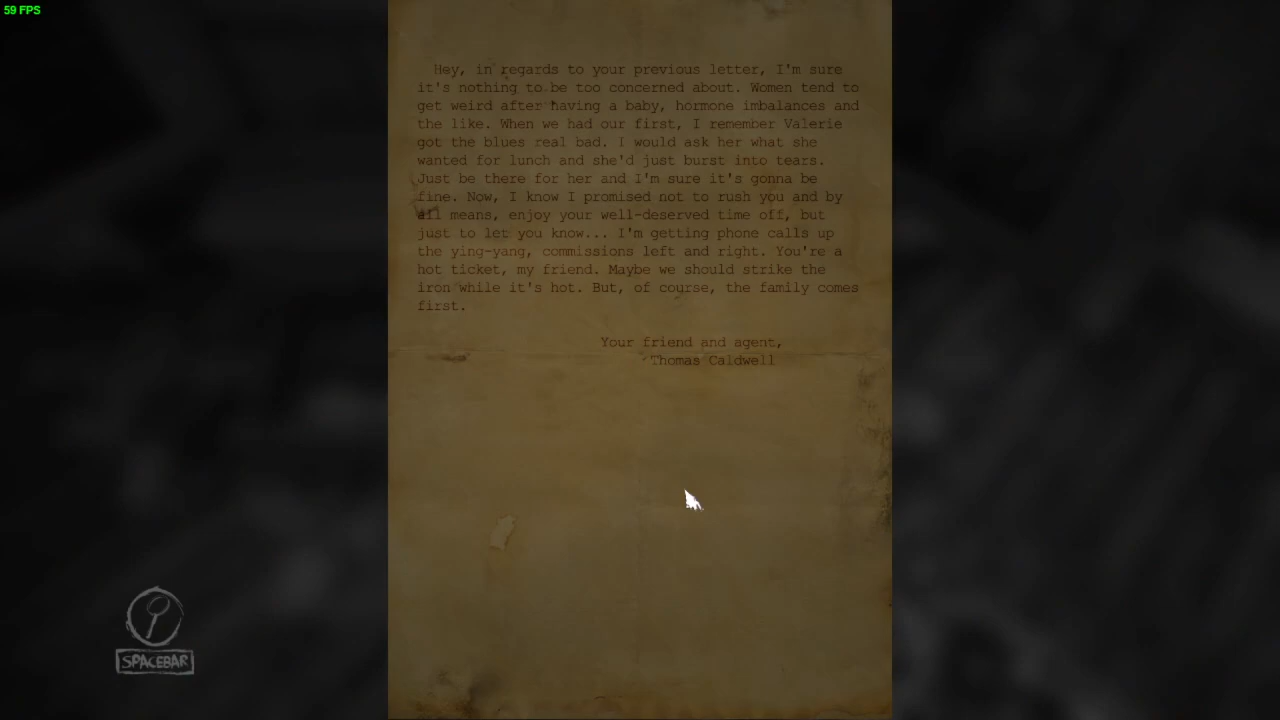 59 FPS
Hey, in regards to your previous letter, I'm sure
it's nothing to be too concerned about. Women tend to
get weird after having a baby, hormone imbalances and
the like. When we had our first, I remember Valerie
got the blues real bad. I would ask her what she
wanted for lunch and she'd just burst into tears.
Just be there for her and I'm sure it's gonna be
fine. Now, I know I promised not to rush you and by
all means, enjoy your well-deserved time off, but
just to let you know... I'm getting phone calls up
the ying-yang, commissions left and right. You're a
hot ticket, my friend. Maybe we should strike the
iron while it's hot. But, of course, the family comes
first.
Your friend and agent,
Thomas Caldwell
SPACEBAR